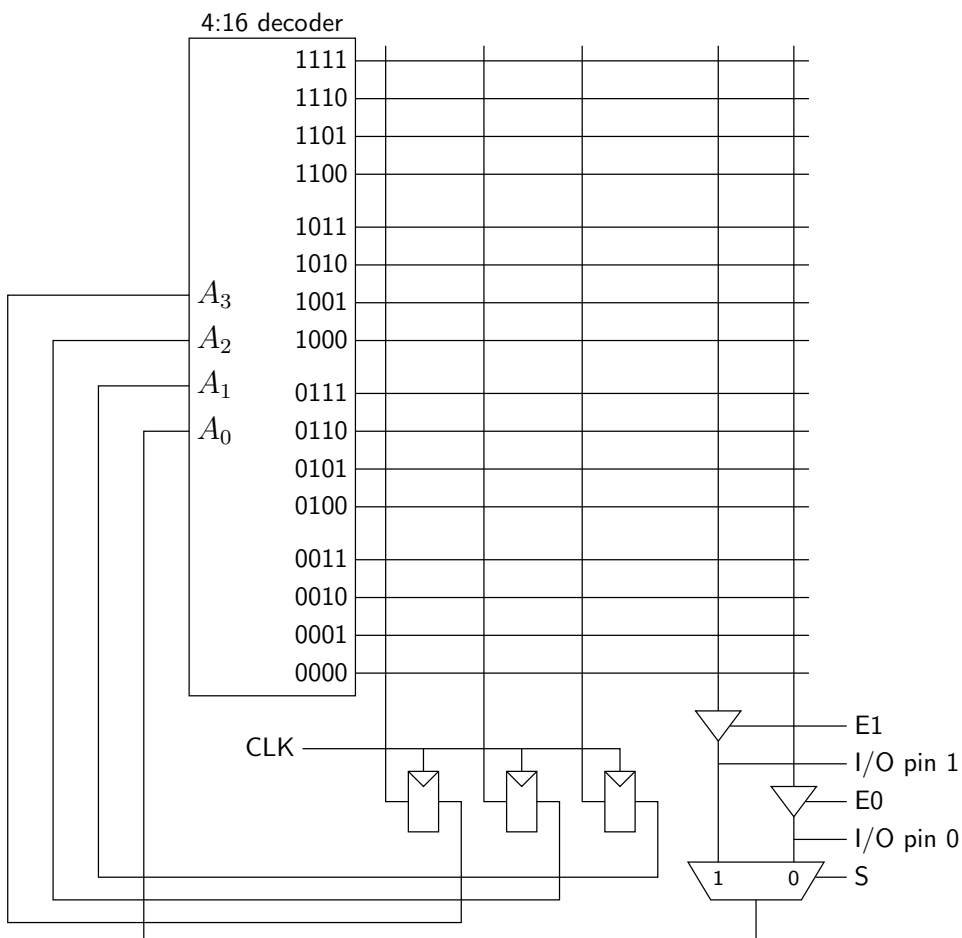 4:16 decoder
1111
1110
1101
1100
1011
1010
A₃
1001
A₂
1000
A₁
0111
A₀
0110
0101
0100
0011
0010
0001
0000
E1
CLK
I/O pin 1
E0
I/O pin 0
1 0 S